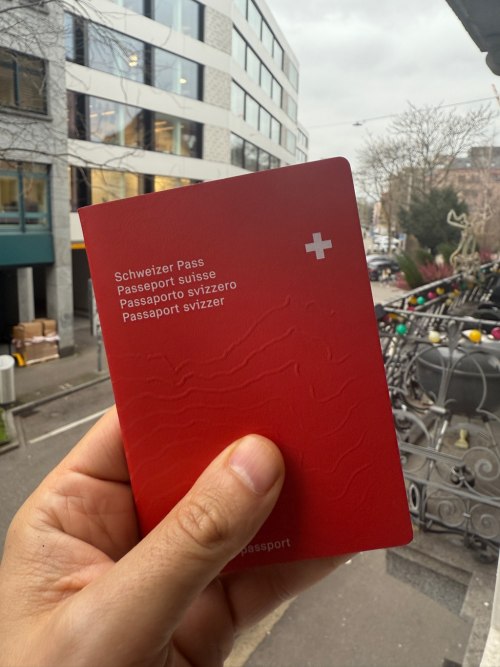 Schweizer Pass
Passeport suisse
Passaporto svizzero
Passaport svizzer
passport